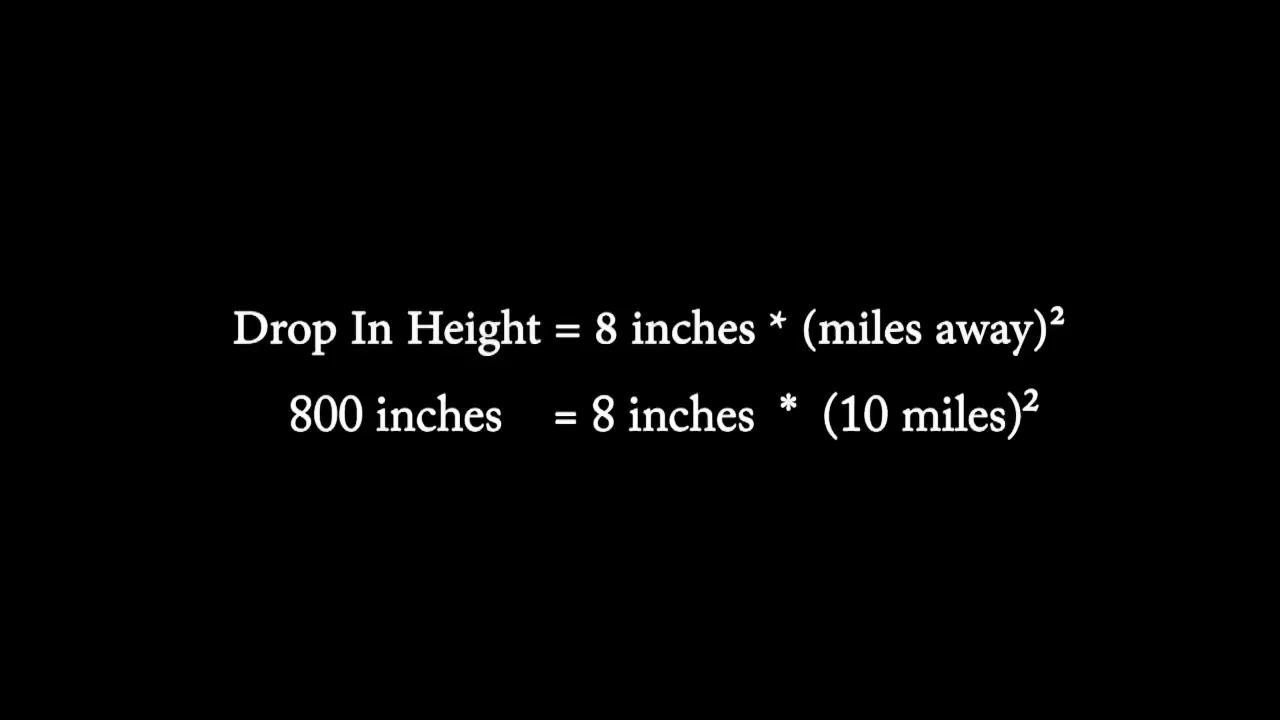 Drop In Height = 8 inches * (miles away)²
800 inches = 8 inches * (10 miles)²